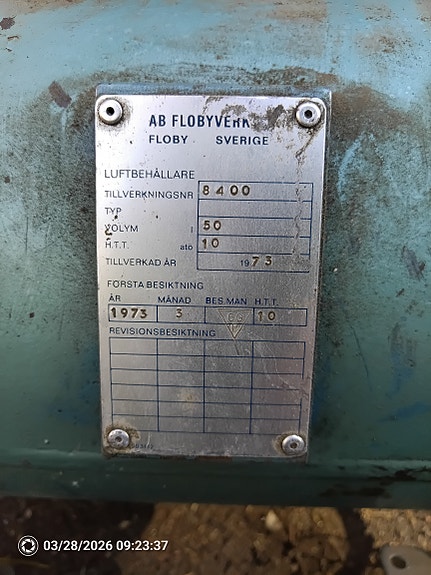 AB FLOBYVERK
FLOBY SVERIGE
LUFTBEHÅLLARE
TILLVERKNINGSNR 8400
TYP
VOLYM l 50
H.T.T. ato 10
TILLVERKAD ÅR 1973
FÖRSTA BESIKTNING
ÅR MÅNAD BES.MAN H.T.T.
1973 3 10
REVISIONSBESIKTNING
03/28/2026 09:23:37